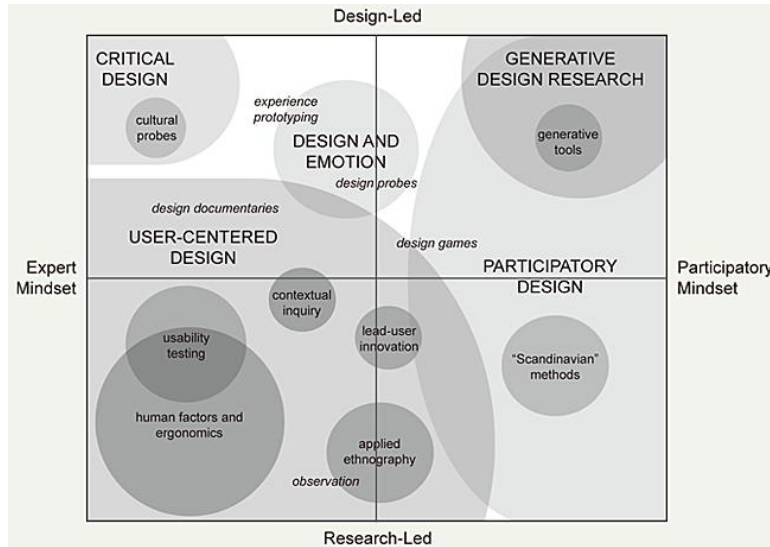 Design-Led
CRITICAL
DESIGN
cultural
probes
experience
prototyping
DESIGN AND
EMOTION
design probes
GENERATIVE
DESIGN RESEARCH
generative
tools
design documentaries
USER-CENTERED
DESIGN
design games
Expert
Mindset
PARTICIPATORY
DESIGN
Participatory
Mindset
contextual
inquiry
usability
testing
lead-user
innovation
"Scandinavian"
methods
human factors and
ergonomics
applied
ethnography
observation
Research-Led